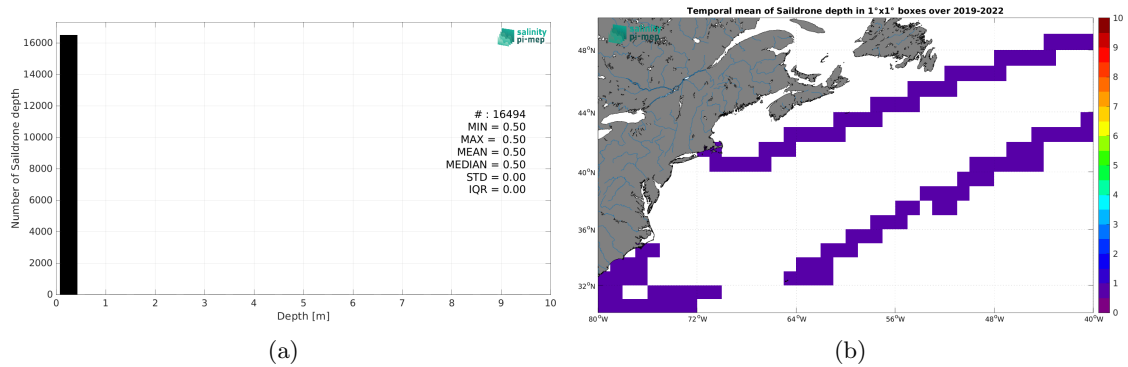 Temporal mean of Saildrone depth in 1°x1° boxes over 2019-2022
salinity
pi-mep
Number of Saildrone depth
16000
14000
12000
10000
8000
6000
4000
2000
0
# : 16494
MIN = 0.50
MAX = 0.50
MEAN = 0.50
MEDIAN = 0.50
STD = 0.00
IQR = 0.00
0 1 2 3 4 5 6 7 8 9 10
Depth [m]
(a)
salinity
pi-mep
48°N
44°N
40°N
36°N
32°N
80°W 72°W 64°W 56°W 48°W 40°W
10
9
8
7
6
5
4
3
2
1
0
(b)